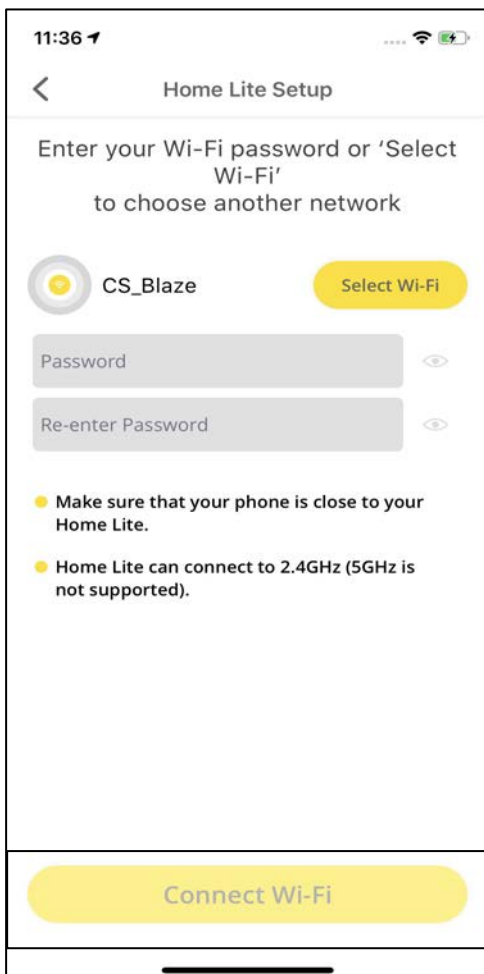 11:36
Home Lite Setup
Enter your Wi-Fi password or ‘Select
Wi-Fi’
to choose another network
CS_Blaze
Select Wi-Fi
Password
Re-enter Password
Make sure that your phone is close to your
Home Lite.
Home Lite can connect to 2.4GHz (5GHz is
not supported).
Connect Wi-Fi